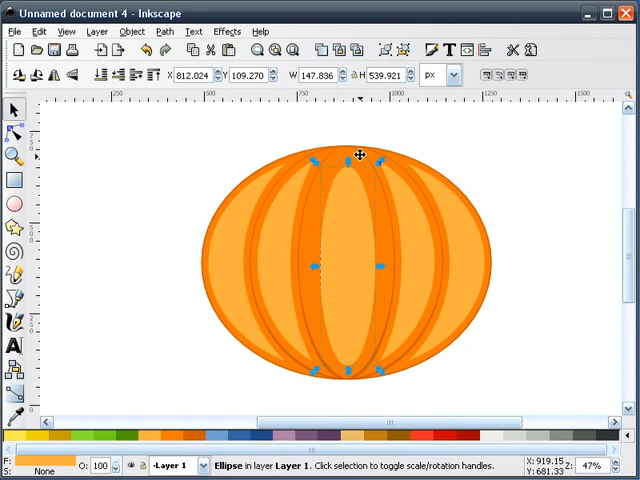 Unnamed document 4 - Inkscape
File Edit View Layer Object Path Text Effects Help
X 812.024 Y 109.270 W 147.836 H 539.921 px
250 500 750 1000 1250 1500
F: S: None O: 100 Layer 1 Ellipse in layer Layer 1. Click selection to toggle scale/rotation handles. X: 919.15 Y: 681.33 Z: 47%